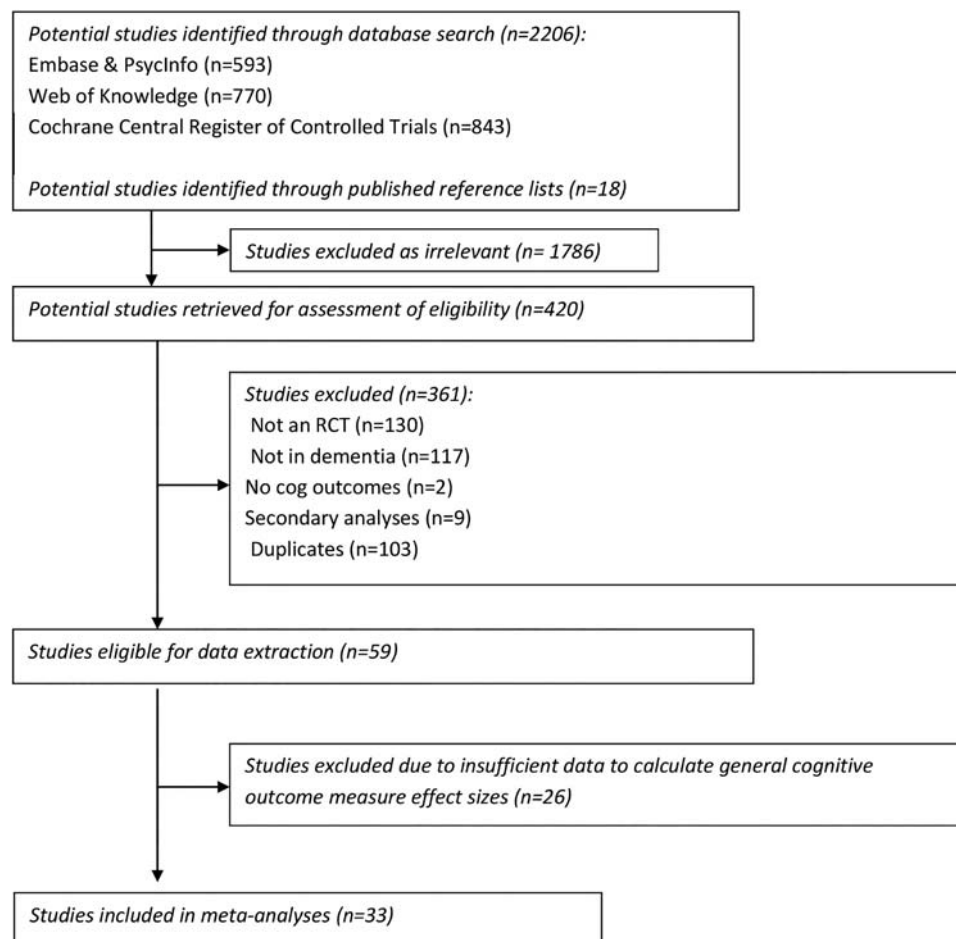 Potential studies identified through database search (n=2206):
Embase & PsycInfo (n=593)
Web of Knowledge (n=770)
Cochrane Central Register of Controlled Trials (n=843)
Potential studies identified through published reference lists (n=18)
Studies excluded as irrelevant (n= 1786)
Potential studies retrieved for assessment of eligibility (n=420)
Studies excluded (n=361):
Not an RCT (n=130)
Not in dementia (n=117)
No cog outcomes (n=2)
Secondary analyses (n=9)
Duplicates (n=103)
Studies eligible for data extraction (n=59)
Studies excluded due to insufficient data to calculate general cognitive
outcome measure effect sizes (n=26)
Studies included in meta-analyses (n=33)